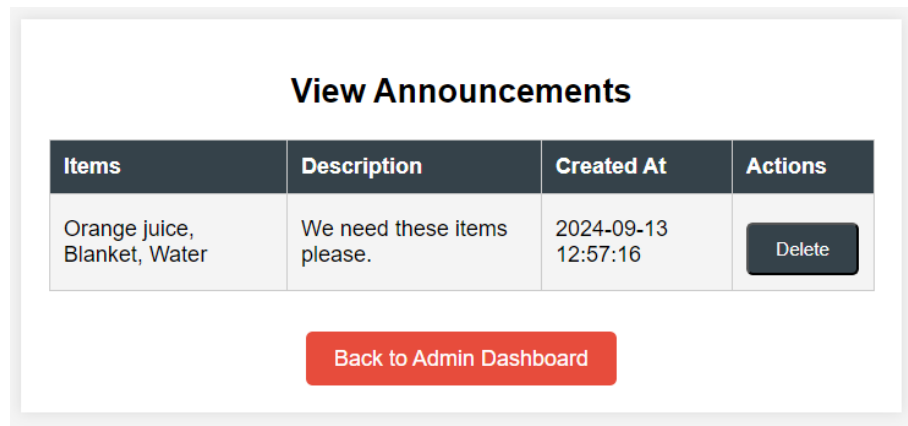 View Announcements
Items Description Created At Actions
Orange juice, We need these items 2024-09-13
Blanket, Water please. 12:57:16
Delete
Back to Admin Dashboard